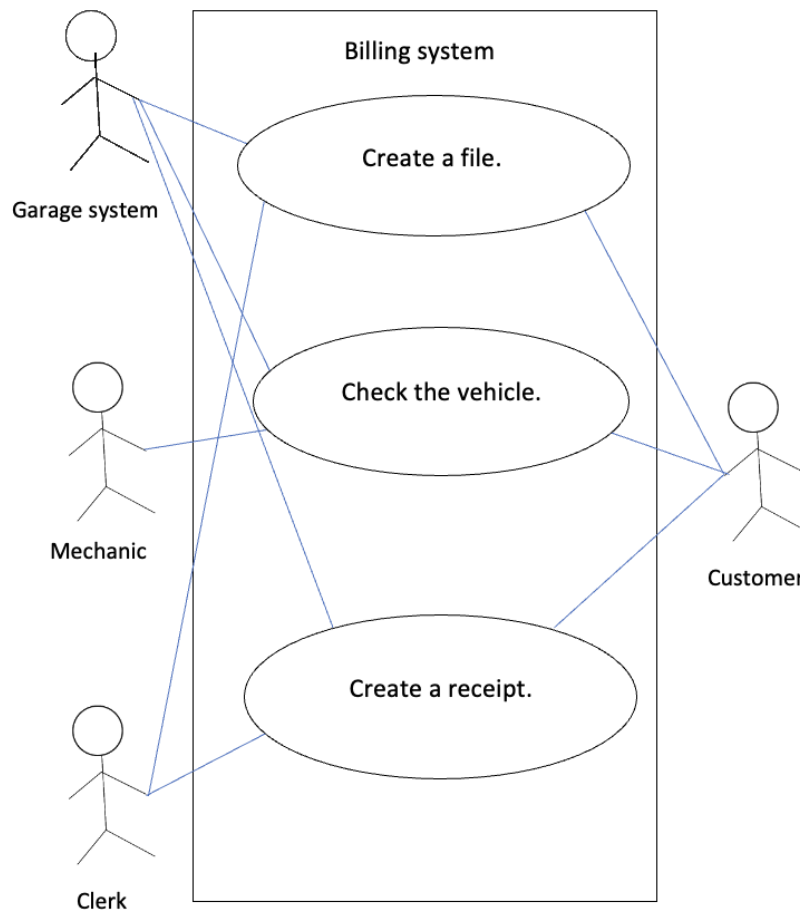 Billing system
Create a file.
Garage system
Check the vehicle.
Mechanic
Customer
Create a receipt.
Clerk